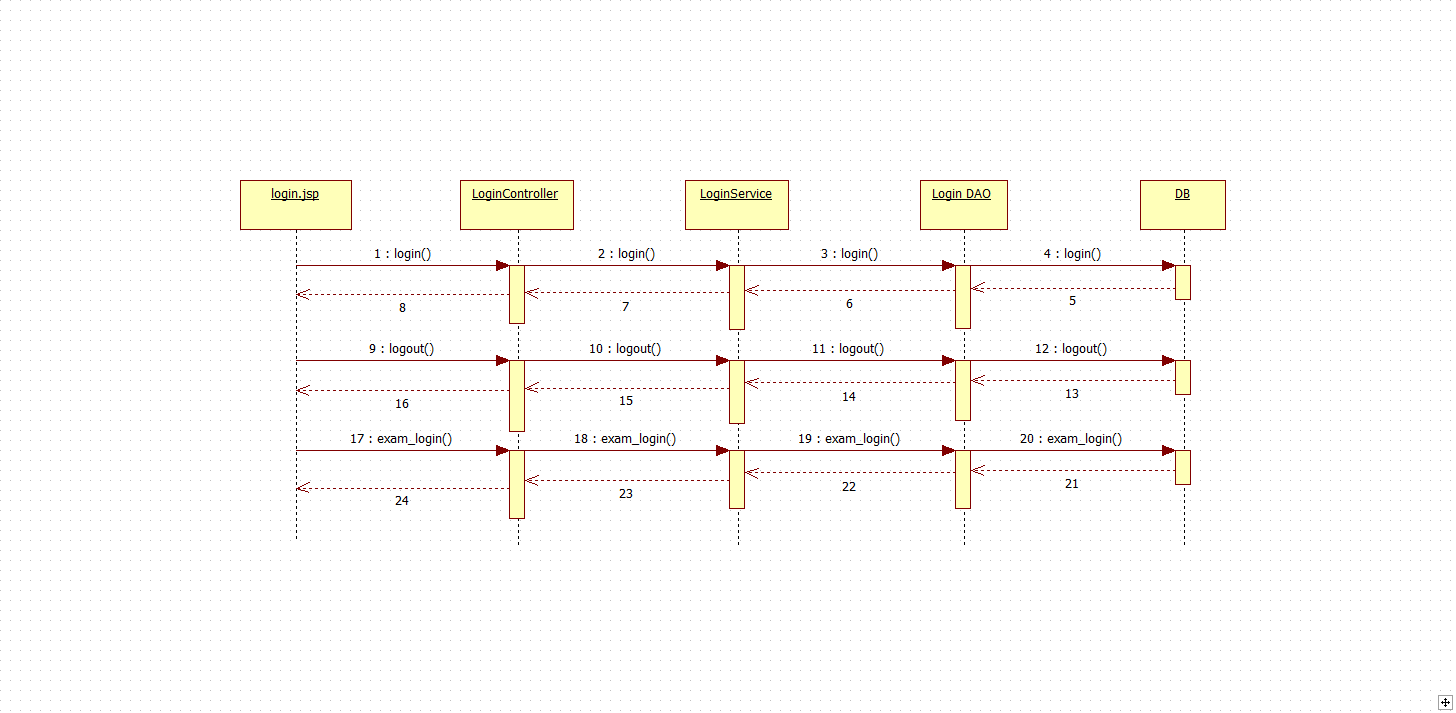 login.jsp
LoginController
LoginService
Login DAO
DB
1 : login()
2 : login()
3 : login()
4 : login()
8
7
6
5
9 : logout()
10 : logout()
11 : logout()
12 : logout()
16
15
14
13
17 : exam_login()
18 : exam_login()
19 : exam_login()
20 : exam_login()
24
23
22
21